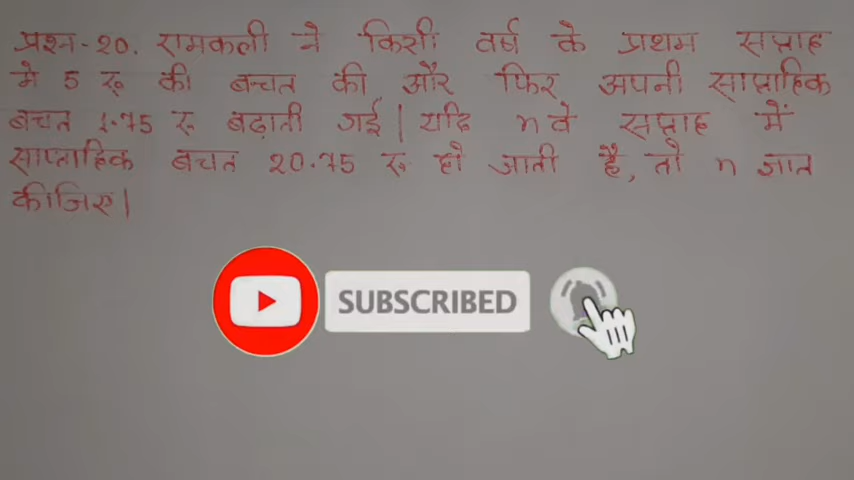 प्रश्न-20. रामकली ने किसी वर्ष के प्रथम सप्ताह
मे 5 रू की बचत की और फिर अपनी साप्ताहिक
बचत 1.75 रू बढ़ाती गई| यदि n वे सप्ताह में
साप्ताहिक बचत 20.75 रू हो जाती है, तो n ज्ञात
कीजिए|
SUBSCRIBED